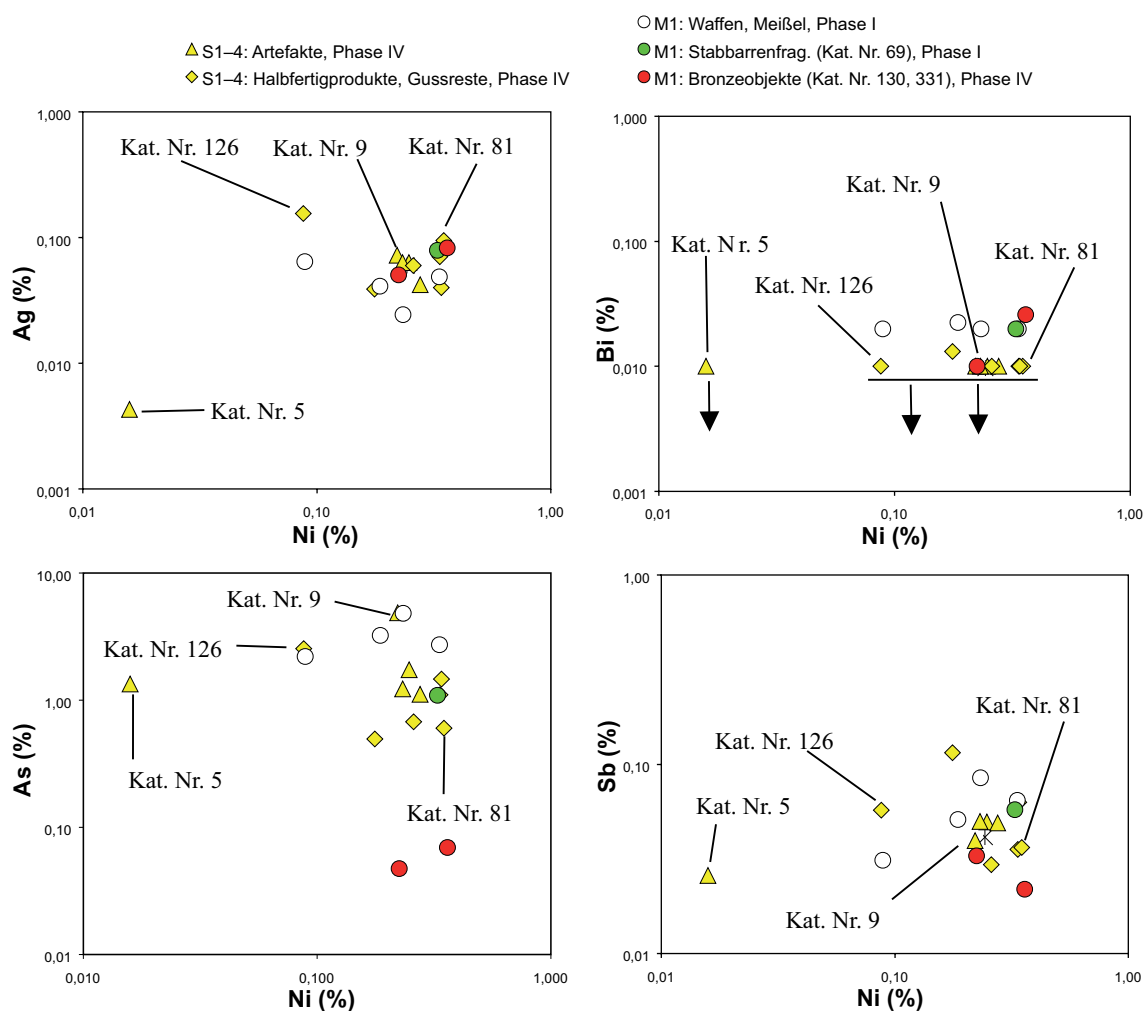 S1–4: Artefakte, Phase IV
S1–4: Halbfertigprodukte, Gussreste, Phase IV
M1: Waffen, Meißel, Phase I
M1: Stabbarrenfrag. (Kat. Nr. 69), Phase I
M1: Bronzeobjekte (Kat. Nr. 130, 331), Phase IV
1,000
Kat. Nr. 126
Kat. Nr. 9
Kat. Nr. 81
0,100
Ag (%)
0,010
Kat. Nr. 5
0,001
0,01
0,10
1,00
Ni (%)
1,000
Kat. Nr. 9
0,100
Kat. Nr. 5
Kat. Nr. 81
Kat. Nr. 126
Bi (%)
0,010
0,001
0,01
0,10
1,00
Ni (%)
10,00
Kat. Nr. 9
Kat. Nr. 126
1,00
As (%)
Kat. Nr. 5
Kat. Nr. 81
0,10
0,01
0,010
0,100
1,000
Ni (%)
1,00
Kat. Nr. 81
Kat. Nr. 126
0,10
Sb (%)
Kat. Nr. 5
Kat. Nr. 9
0,01
0,01
0,10
1,00
Ni (%)